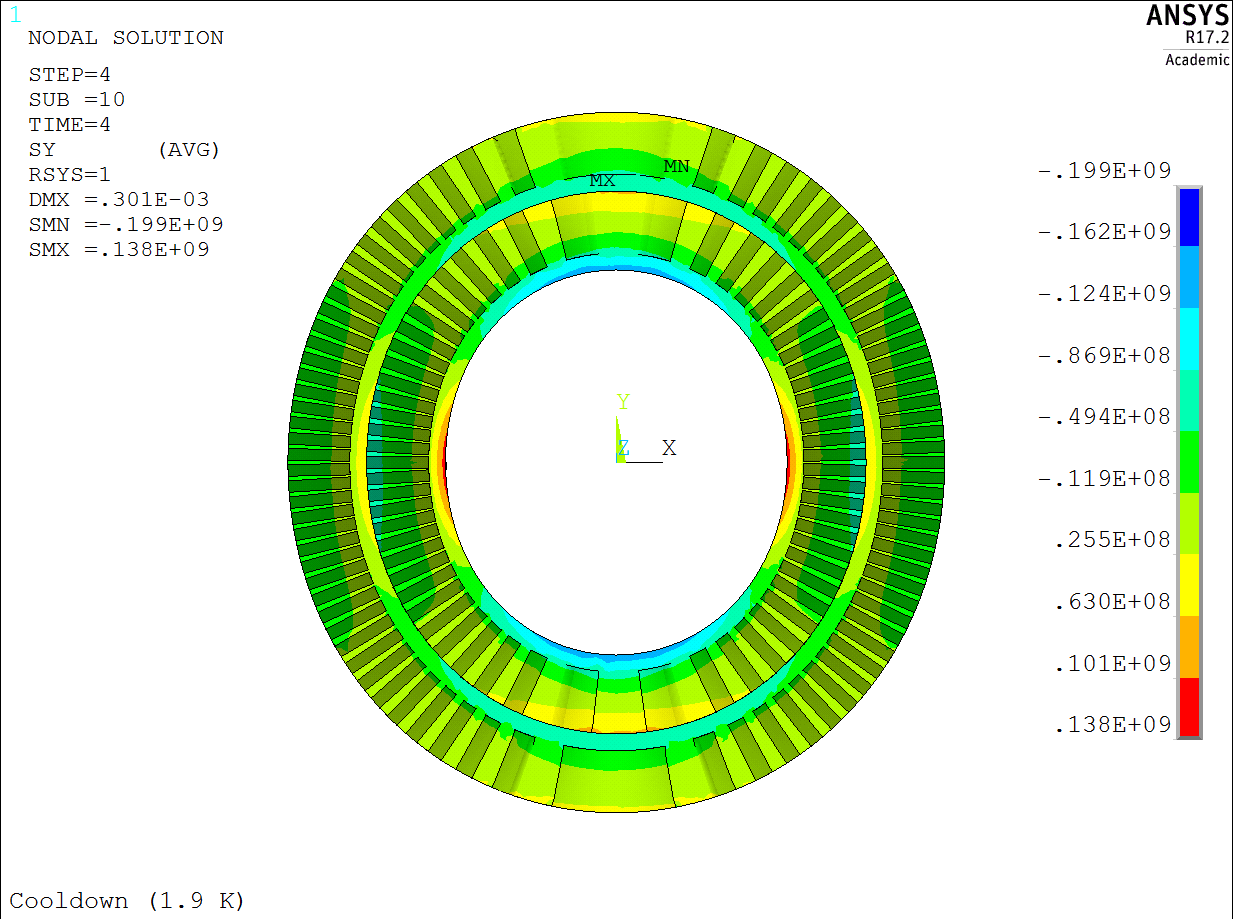 1
NODAL SOLUTION
STEP=4
SUB =10
TIME=4
SY (AVG)
RSYS=1
DMX =.301E-03
SMN =-.199E+09
SMX =.138E+09
ANSYS
R17.2
Academic
MN
MX
Y
Z X
-.199E+09
-.162E+09
-.124E+09
-.869E+08
-.494E+08
-.119E+08
.255E+08
.630E+08
.101E+09
.138E+09
Cooldown (1.9 K)